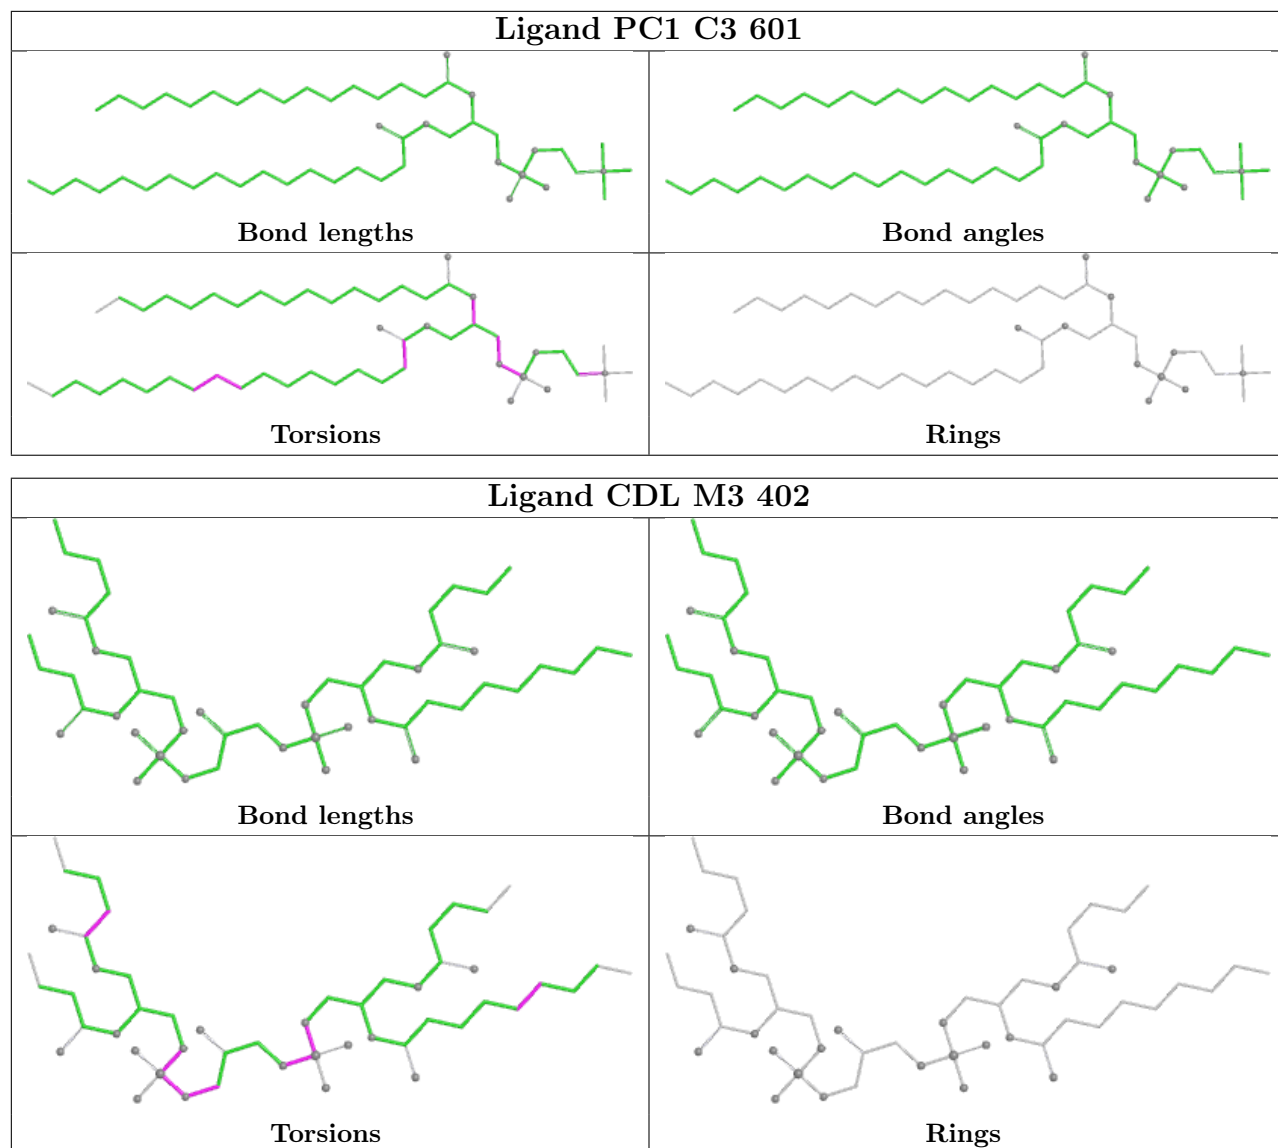 Ligand PC1 C3 601
Bond lengths
Bond angles
Torsions
Rings
Ligand CDL M3 402
Bond lengths
Bond angles
Torsions
Rings